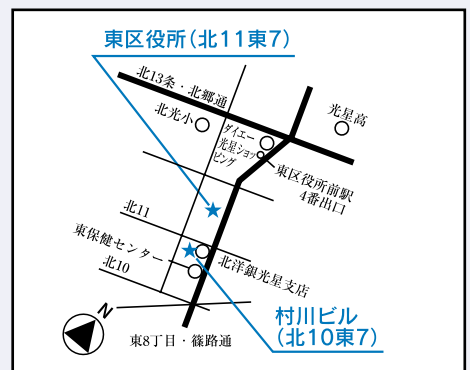 東区役所(北11東7)
北13条・北郷通
光星高
北光小
ダイエー
光星ショッ
ピング
東区役所前駅
4番出口
北11
東保健センター
北洋銀光星支店
北10
N
村川ビル
(北10東7)
東8丁目・篠路通